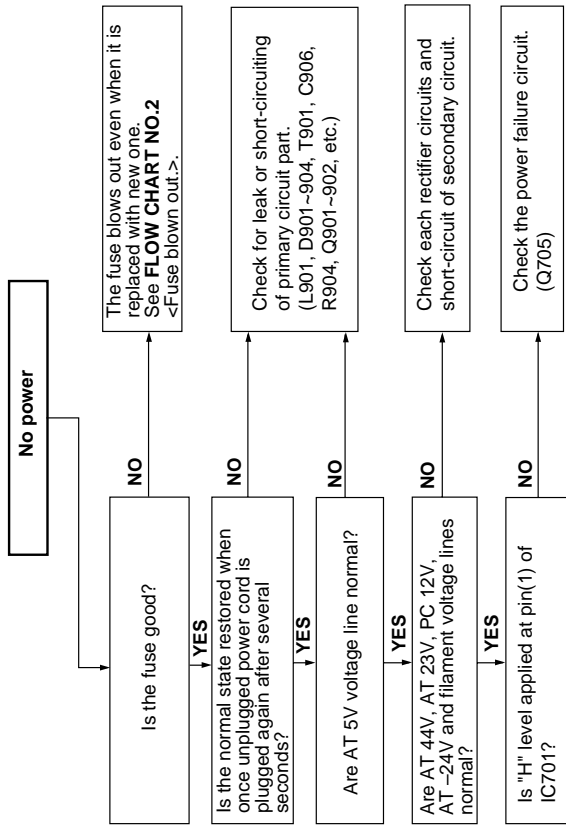 No power
Is the fuse good?
NO
The fuse blows out even when it is
replaced with new one.
See FLOW CHART NO.2
<Fuse blown out.>.
YES
Is the normal state restored when
once unplugged power cord is
plugged again after several
seconds?
NO
Check for leak or short-circuiting
of primary circuit part.
(L901, D901~904, T901, C906,
R904, Q901~902, etc.)
YES
Are AT 5V voltage line normal?
NO
YES
Are AT 44V, AT 23V, PC 12V,
AT –24V and filament voltage lines
normal?
NO
Check each rectifier circuits and
short-circuit of secondary circuit.
YES
Is "H" level applied at pin(1) of
IC701?
NO
Check the power failure circuit.
(Q705)